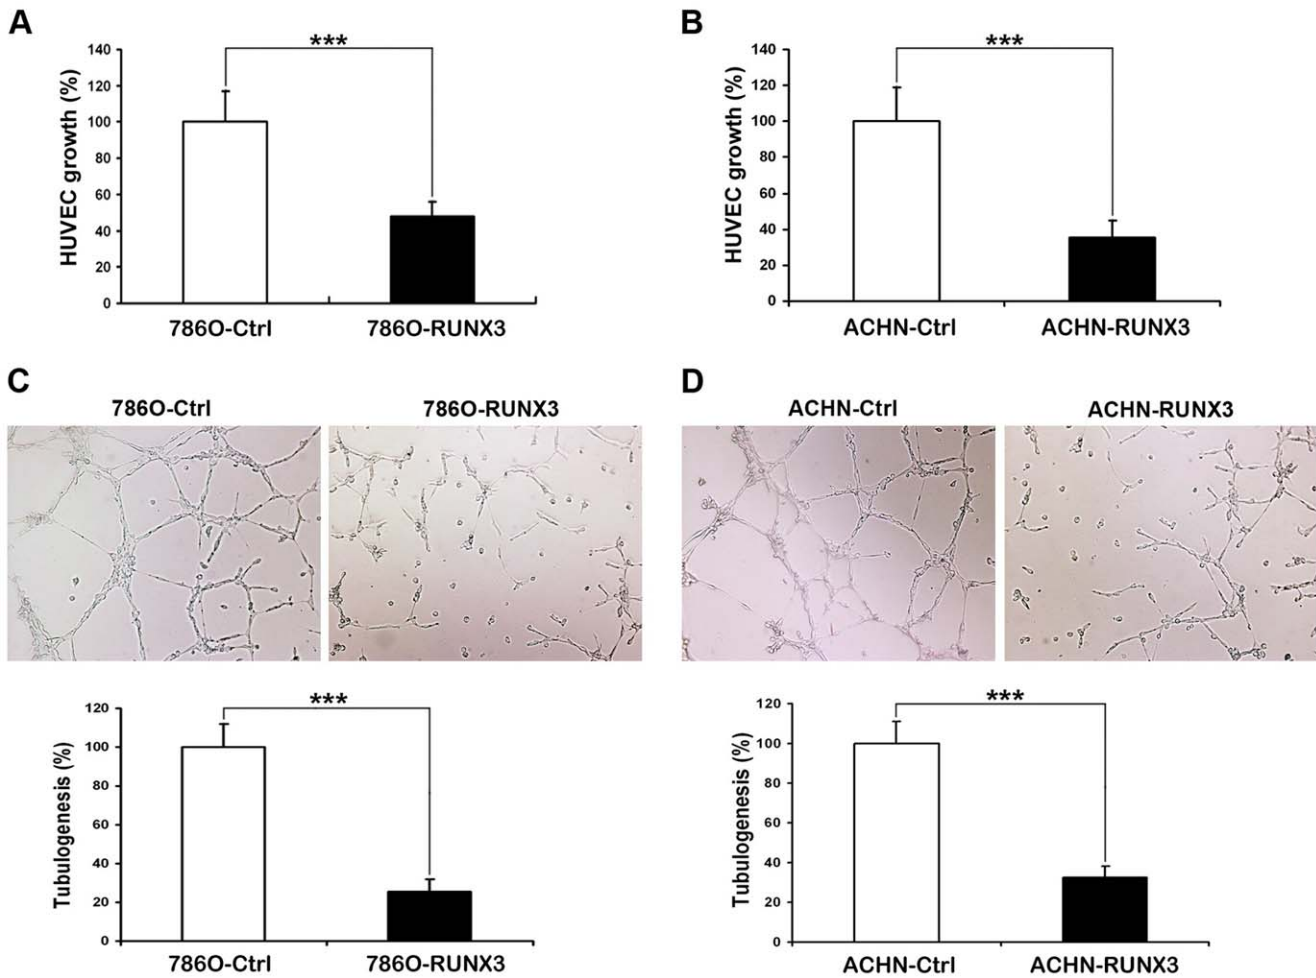 A
***
HUVEC growth (%)
140
120
100
80
60
40
20
0
786O-Ctrl 786O-RUNX3
B
***
HUVEC growth (%)
140
120
100
80
60
40
20
0
ACHN-Ctrl ACHN-RUNX3
C
786O-Ctrl 786O-RUNX3
***
Tubulogenesis (%)
120
100
80
60
40
20
0
786O-Ctrl 786O-RUNX3
D
ACHN-Ctrl ACHN-RUNX3
***
Tubulogenesis (%)
120
100
80
60
40
20
0
ACHN-Ctrl ACHN-RUNX3